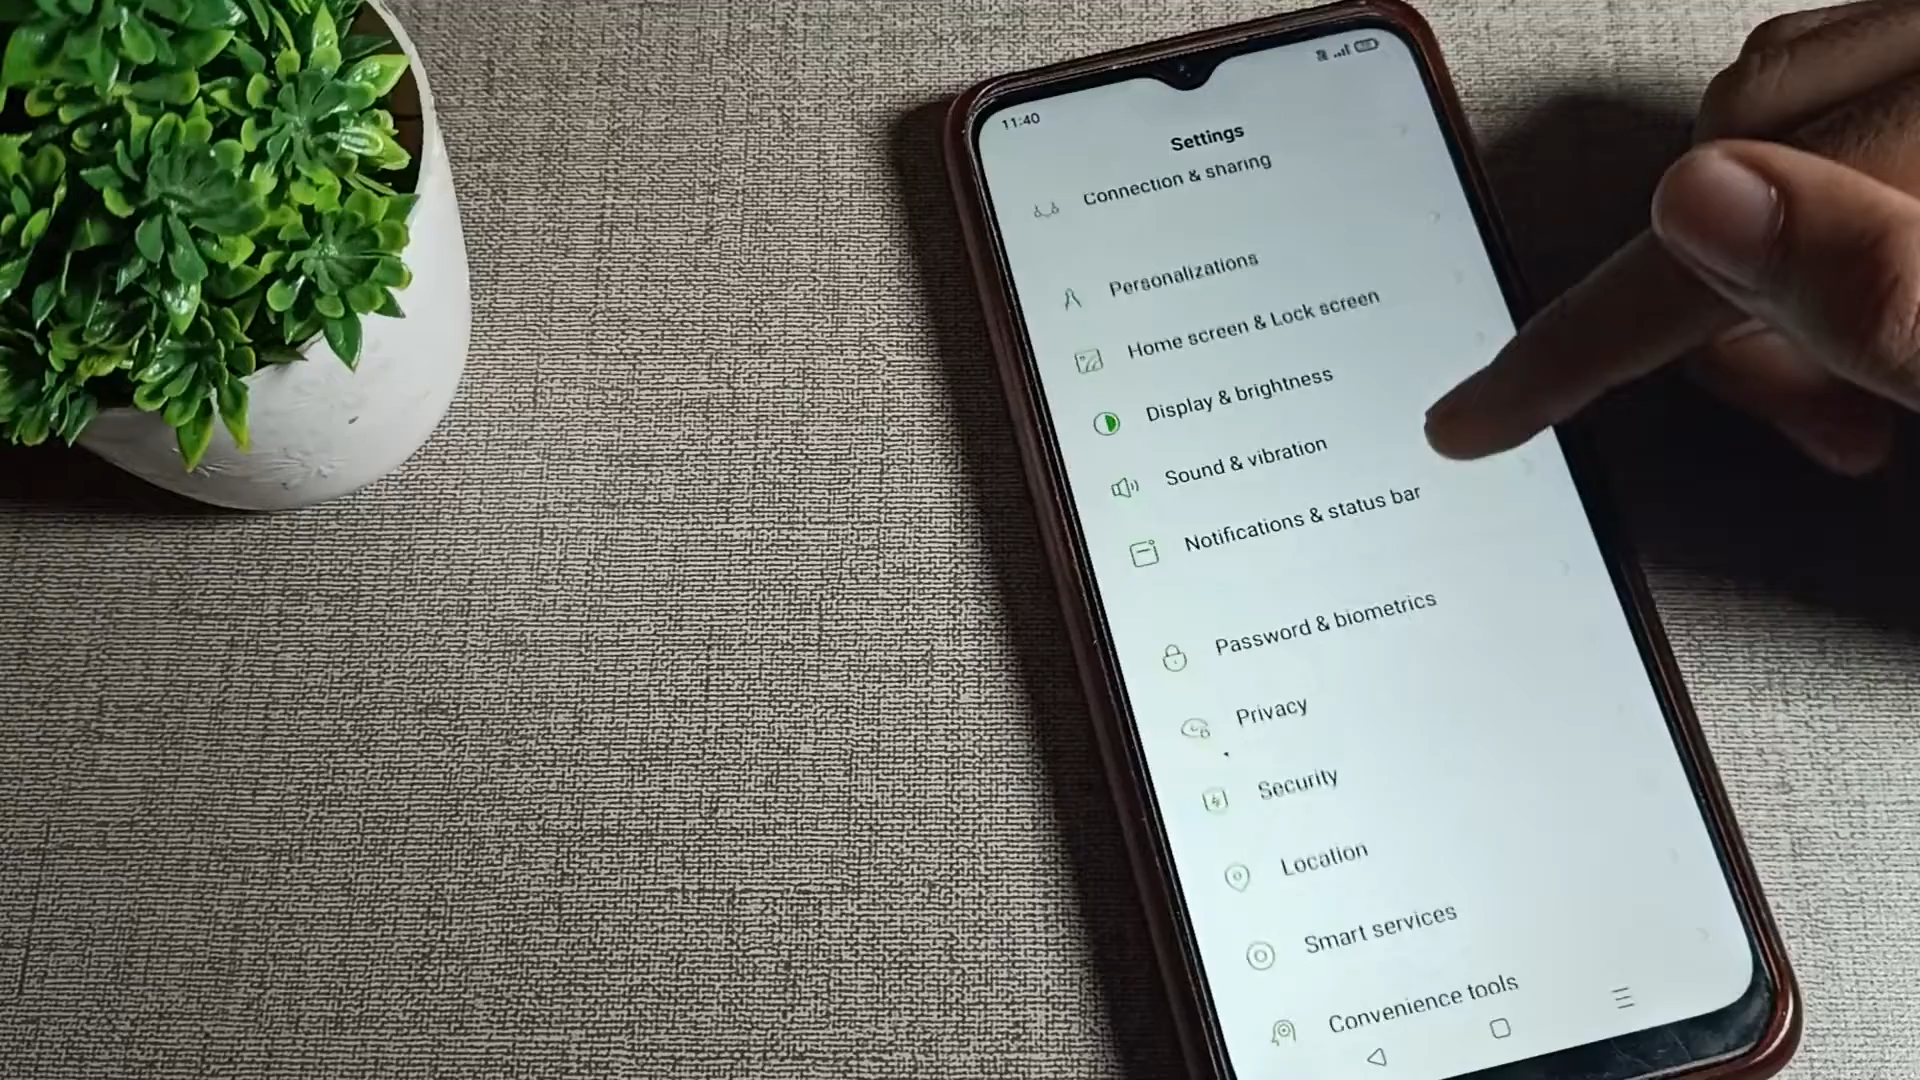 11:40
Settings
Connection & sharing
Personalizations
Home screen & Lock screen
Display & brightness
Sound & vibration
Notifications & status bar
Password & biometrics
Privacy
Security
Location
Smart services
Convenience tools